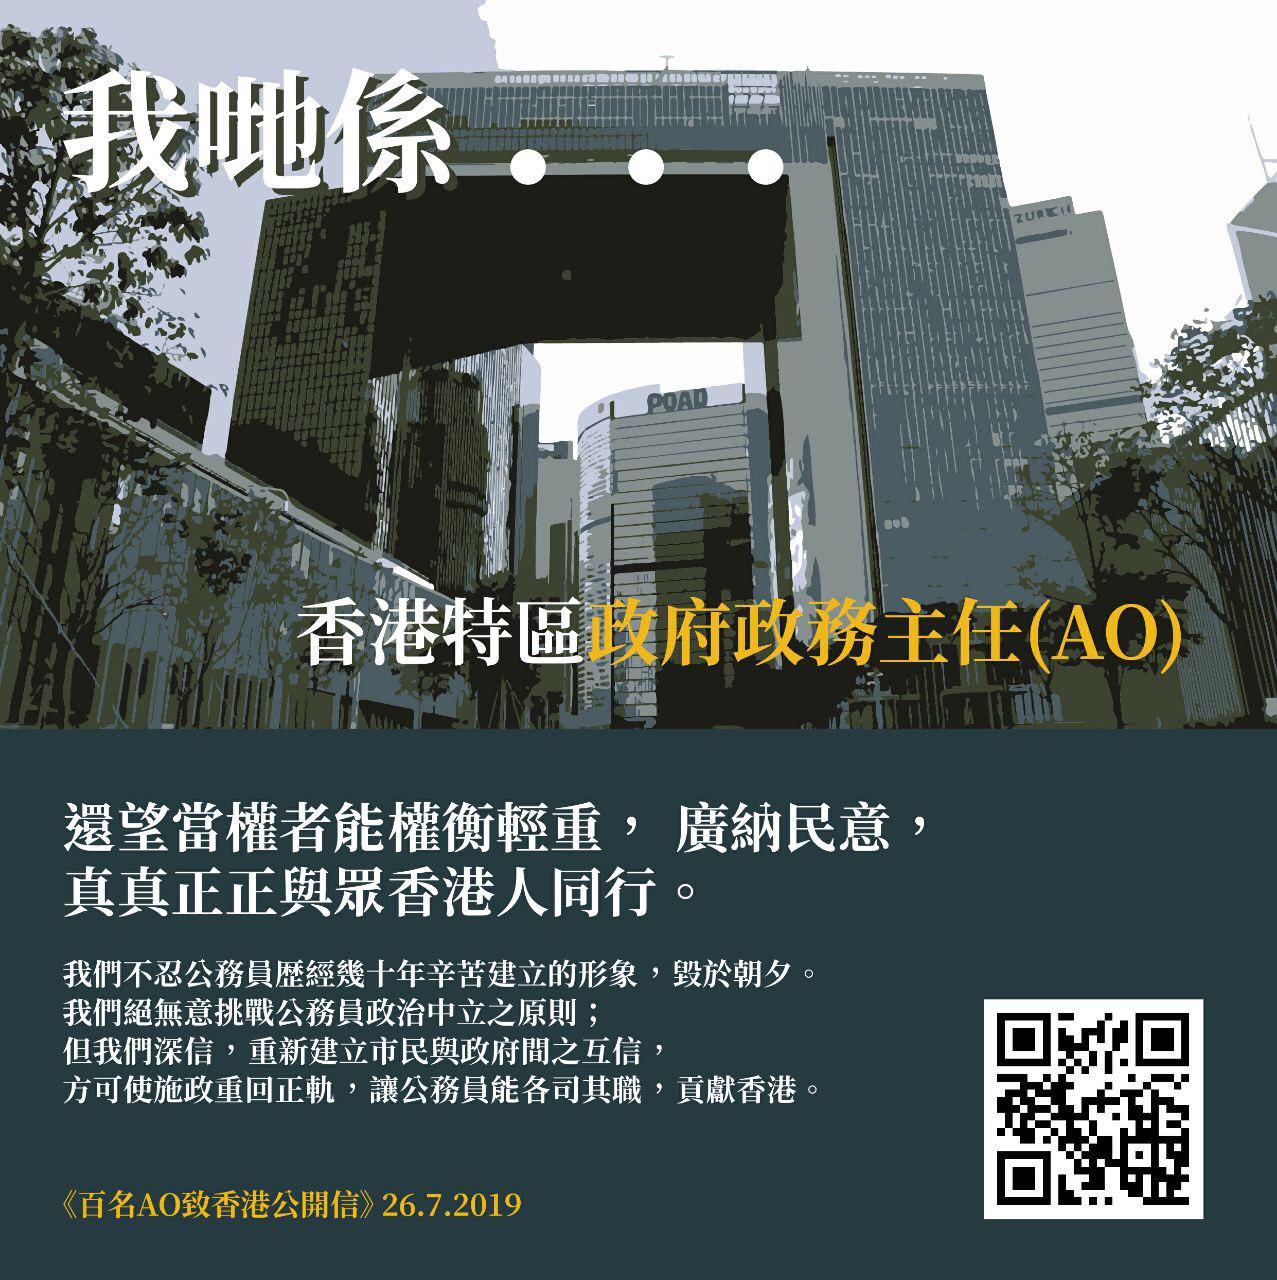 我哋係
ZURICH
POAD
香港特區政府政務主任(AO)
還望當權者能權衡輕重，廣納民意，
真真正正與眾香港人同行。
我們不忍公務員歷經幾十年辛苦建立的形象，毀於朝夕。
我們絕無意挑戰公務員政治中立之原則；
但我們深信，重新建立市民與政府間之互信，
方可使施政重回正軌，讓公務員能各司其職，貢獻香港。
《百名AO致香港公開信》26.7.2019